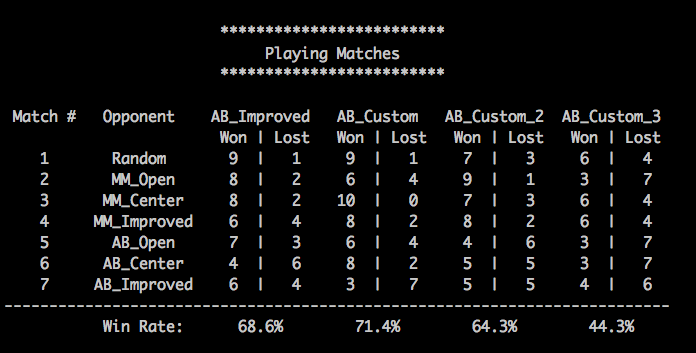 *************************
Playing Matches
*************************
Match # Opponent AB_Improved AB_Custom AB_Custom_2 AB_Custom_3
Won | Lost Won | Lost Won | Lost Won | Lost
1 Random 9 | 1 9 | 1 7 | 3 6 | 4
2 MM_Open 8 | 2 6 | 4 9 | 1 3 | 7
3 MM_Center 8 | 2 10 | 0 7 | 3 6 | 4
4 MM_Improved 6 | 4 8 | 2 8 | 2 6 | 4
5 AB_Open 7 | 3 6 | 4 4 | 6 3 | 7
6 AB_Center 4 | 6 8 | 2 5 | 5 3 | 7
7 AB_Improved 6 | 4 3 | 7 5 | 5 4 | 6
--------------------------------------------------------------------------
Win Rate: 68.6% 71.4% 64.3% 44.3%